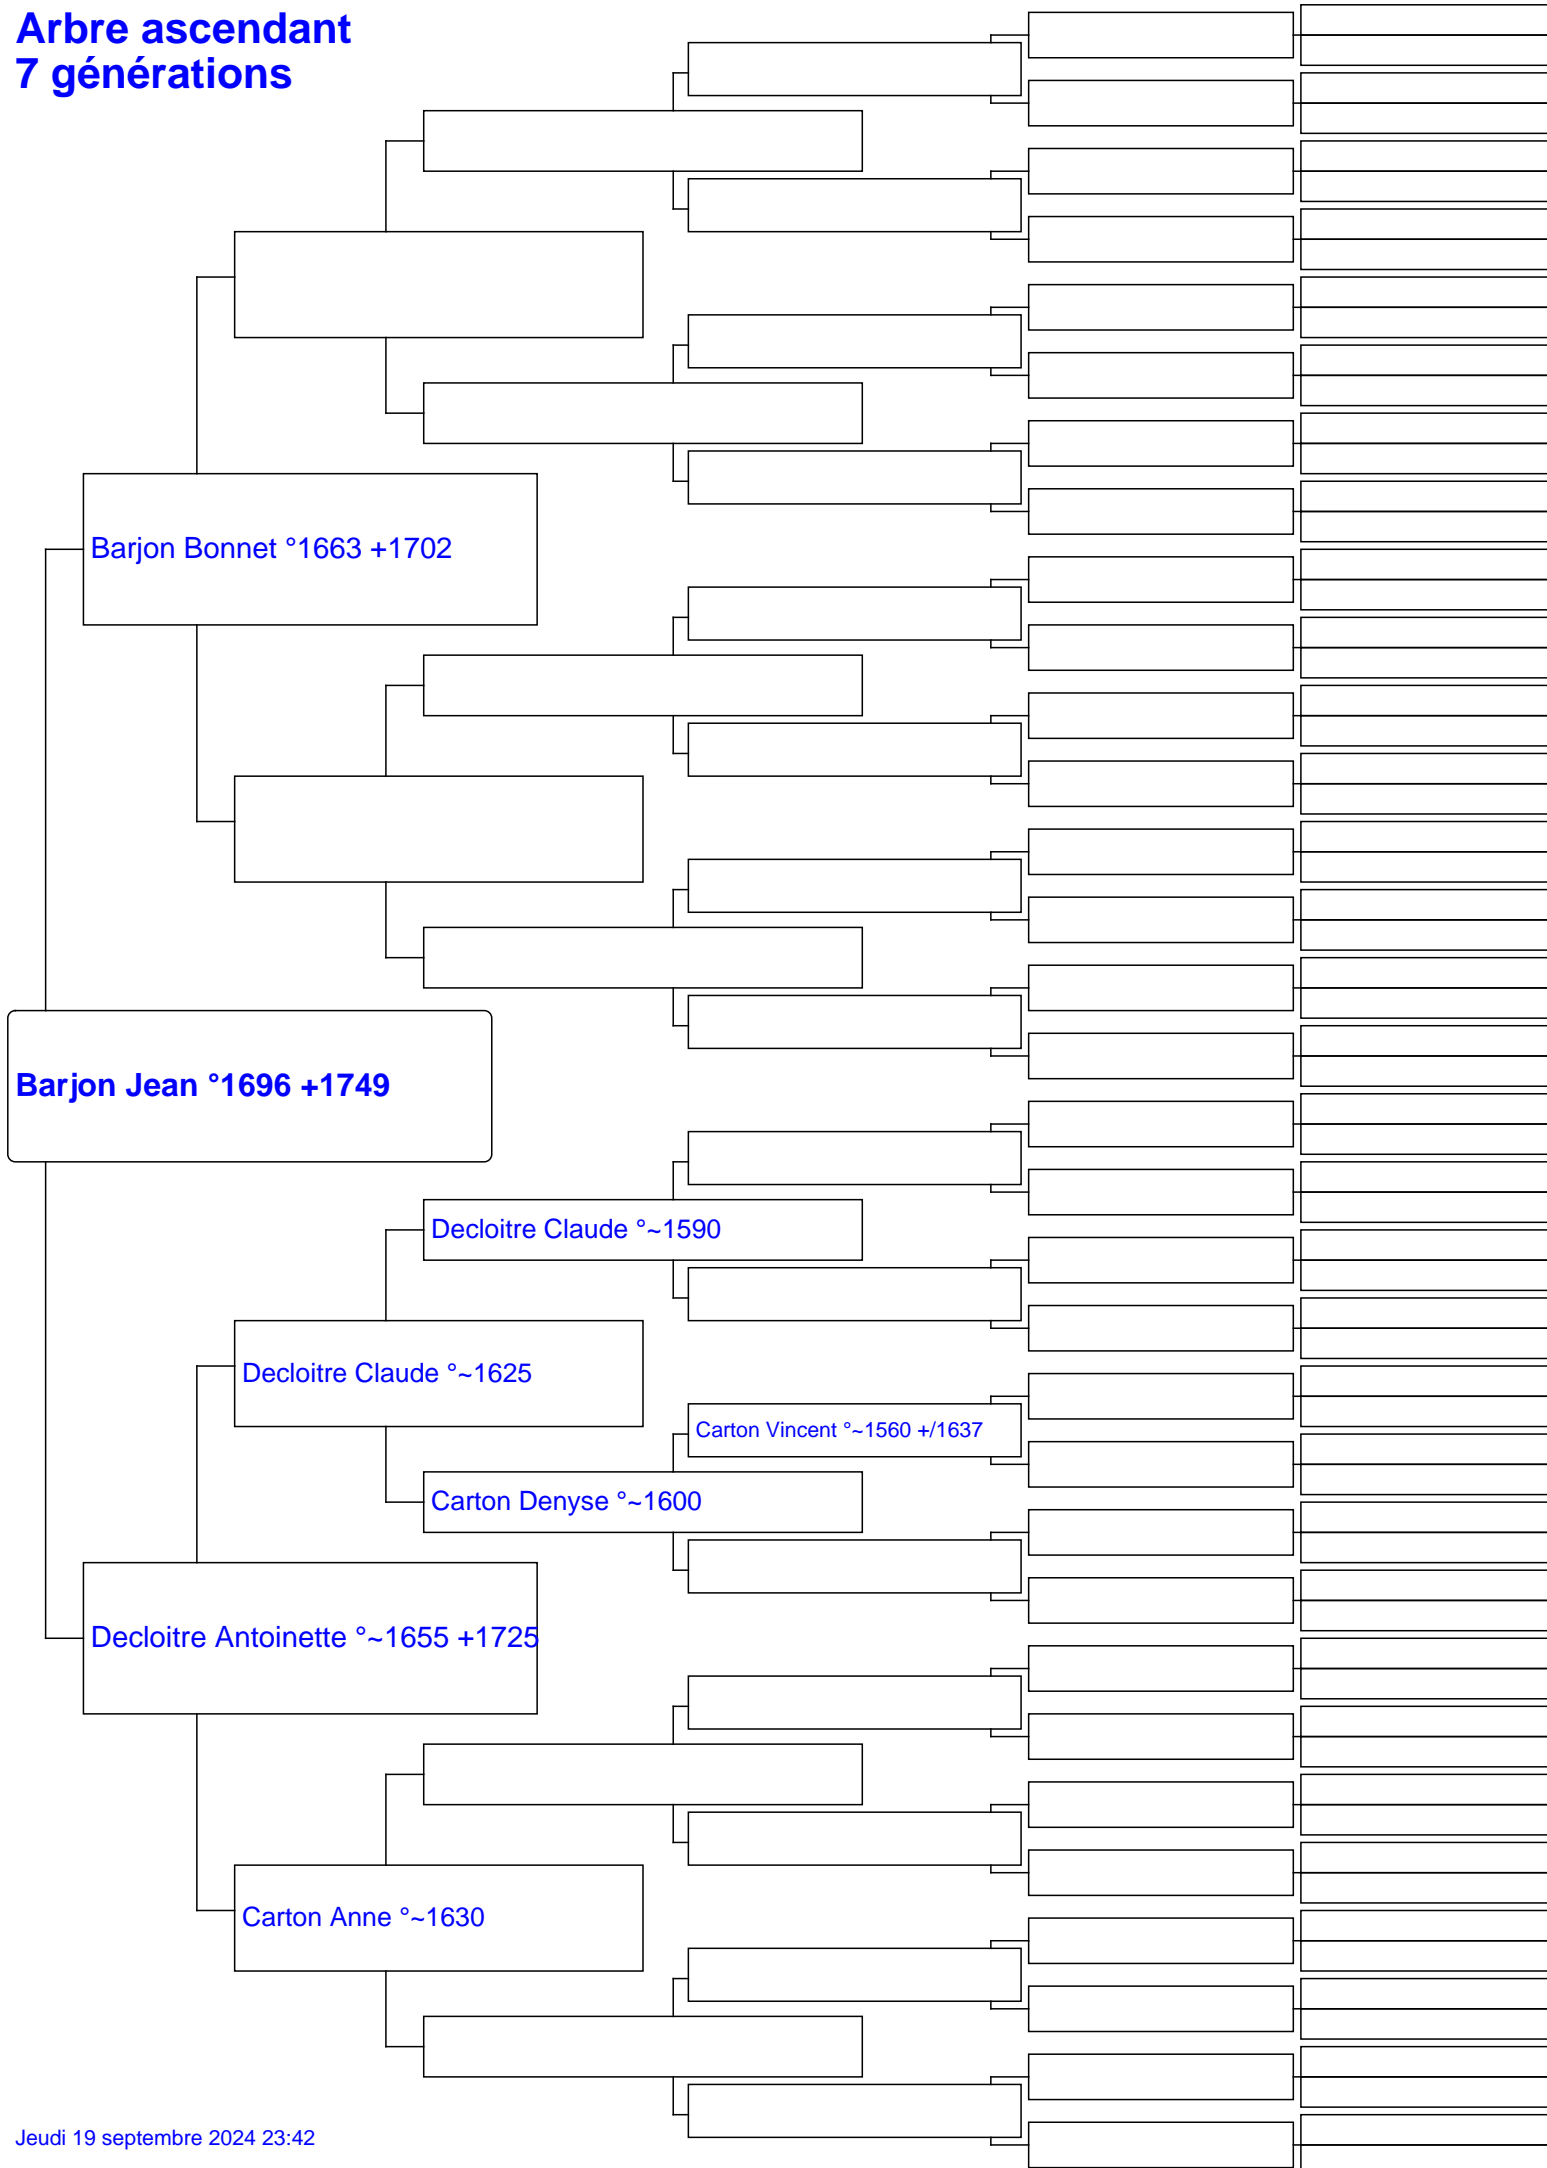 Arbre ascendant
7 générations
Barjon Bonnet °1663 +1702
Barjon Jean °1696 +1749
Decloitre Claude °~1590
Decloitre Claude °~1625
Carton Vincent °~1560 +/1637
Carton Denyse °~1600
Decloitre Antoinette °~1655 +1725
Carton Anne °~1630
Jeudi 19 septembre 2024 23:42